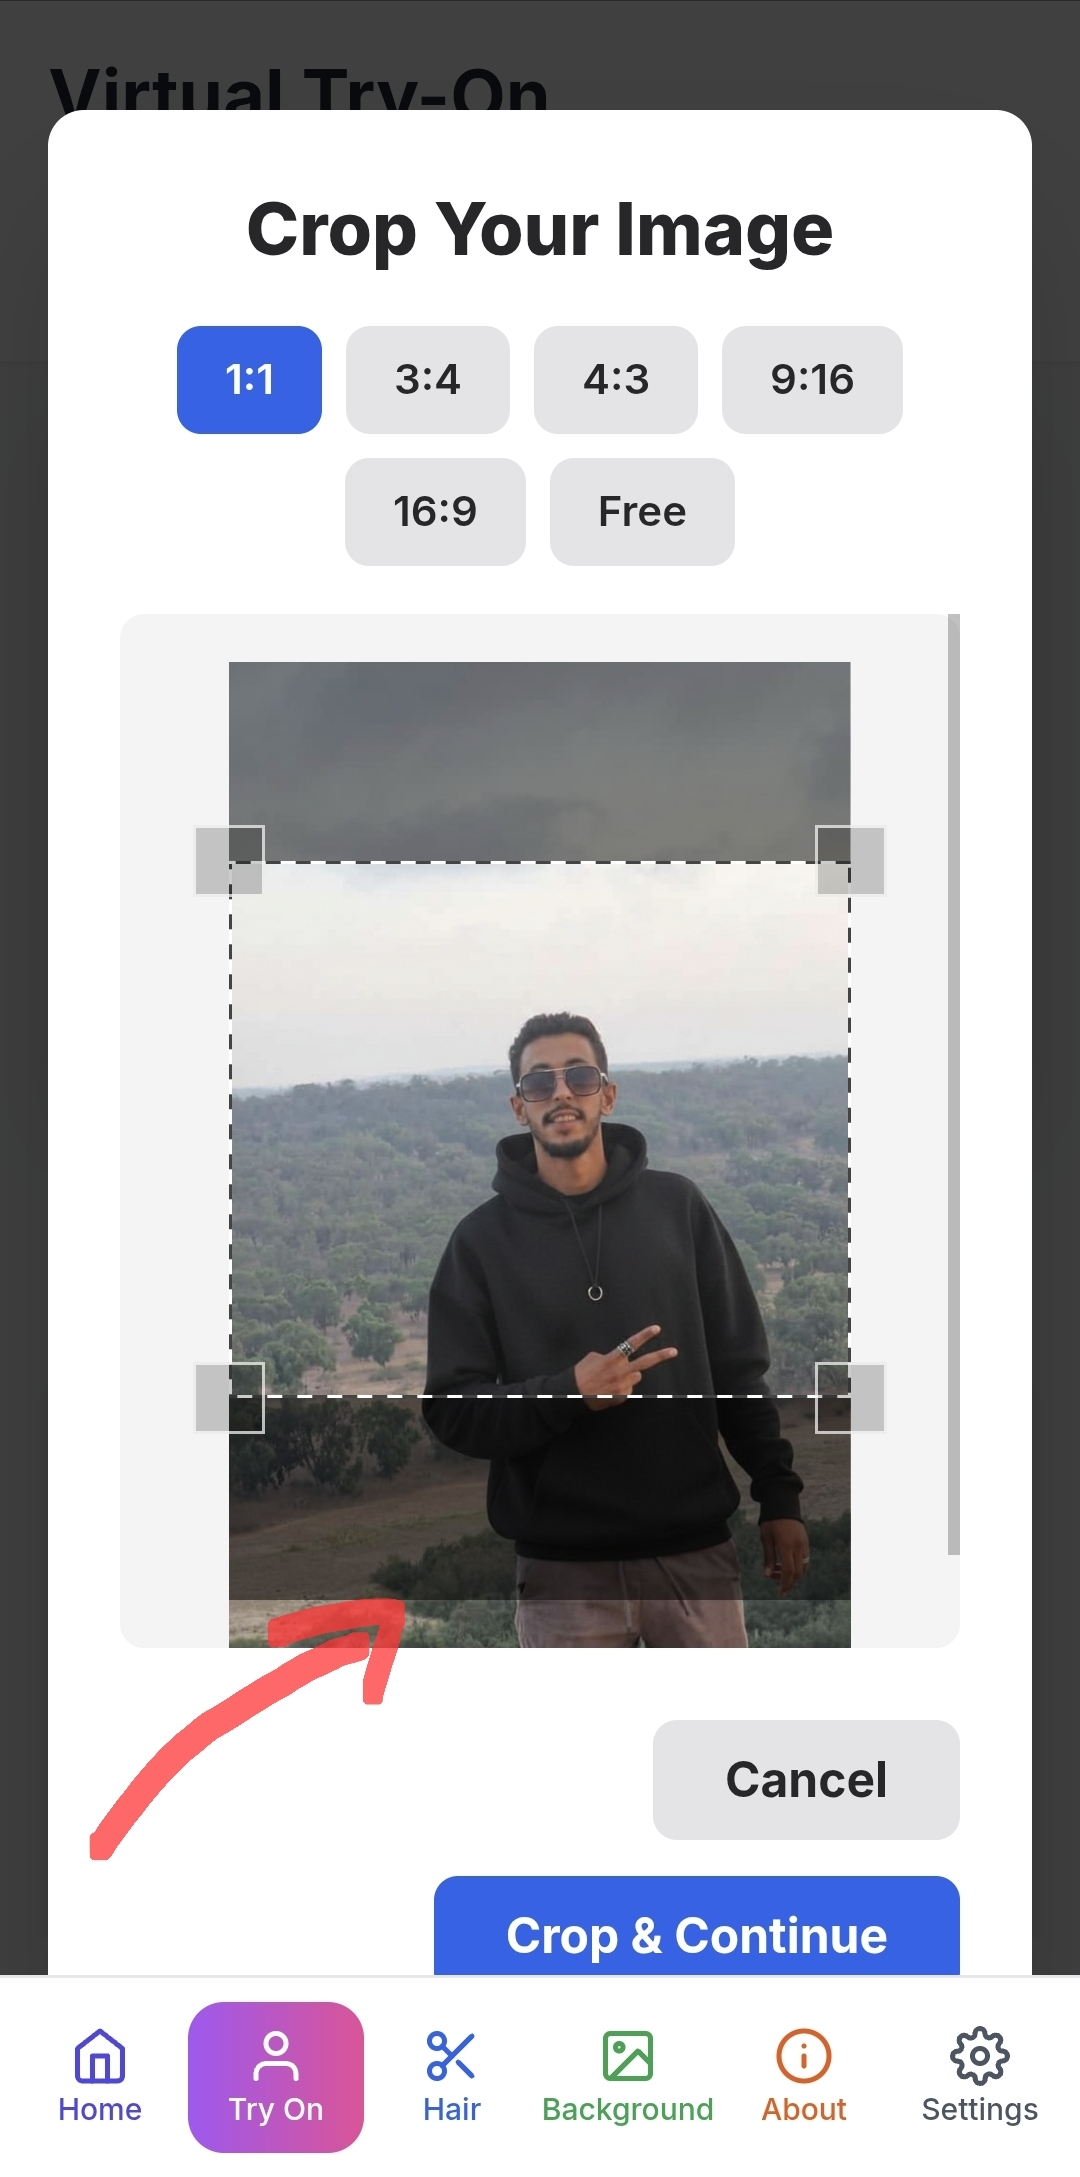 Virtual Try-On
Crop Your Image
1:1
3:4
4:3
9:16
16:9
Free
Cancel
Crop & Continue
Home
Try On
Hair
Background
About
Settings